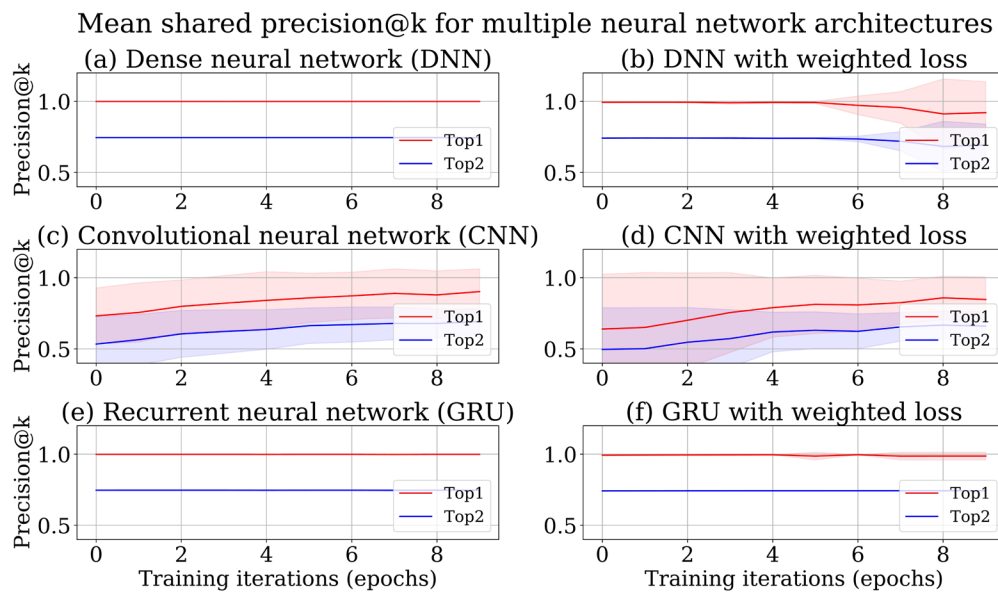 Mean shared precision@k for multiple neural network architectures
(a) Dense neural network (DNN)
(b) DNN with weighted loss
Precision@k
1.0
0.5
Top1
Top2
0 2 4 6 8
1.0
0.5
Top1
Top2
0 2 4 6 8
(c) Convolutional neural network (CNN)
(d) CNN with weighted loss
Precision@k
1.0
0.5
Top1
Top2
0 2 4 6 8
1.0
0.5
Top1
Top2
0 2 4 6 8
(e) Recurrent neural network (GRU)
(f) GRU with weighted loss
Precision@k
1.0
0.5
Top1
Top2
0 2 4 6 8
Training iterations (epochs)
1.0
0.5
Top1
Top2
0 2 4 6 8
Training iterations (epochs)